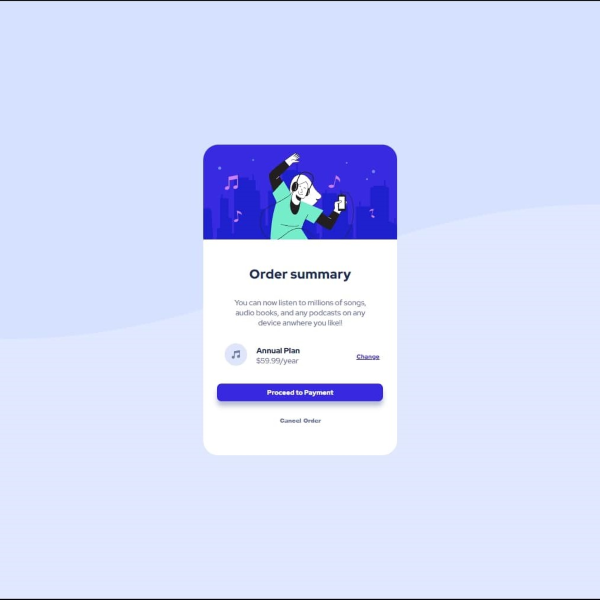 Order summary
You can now listen to millions of songs,
audio books, and any podcasts on any
device anwhere you like!!
Annual Plan
$59.99/year
Change
Proceed to Payment
Cancel Order